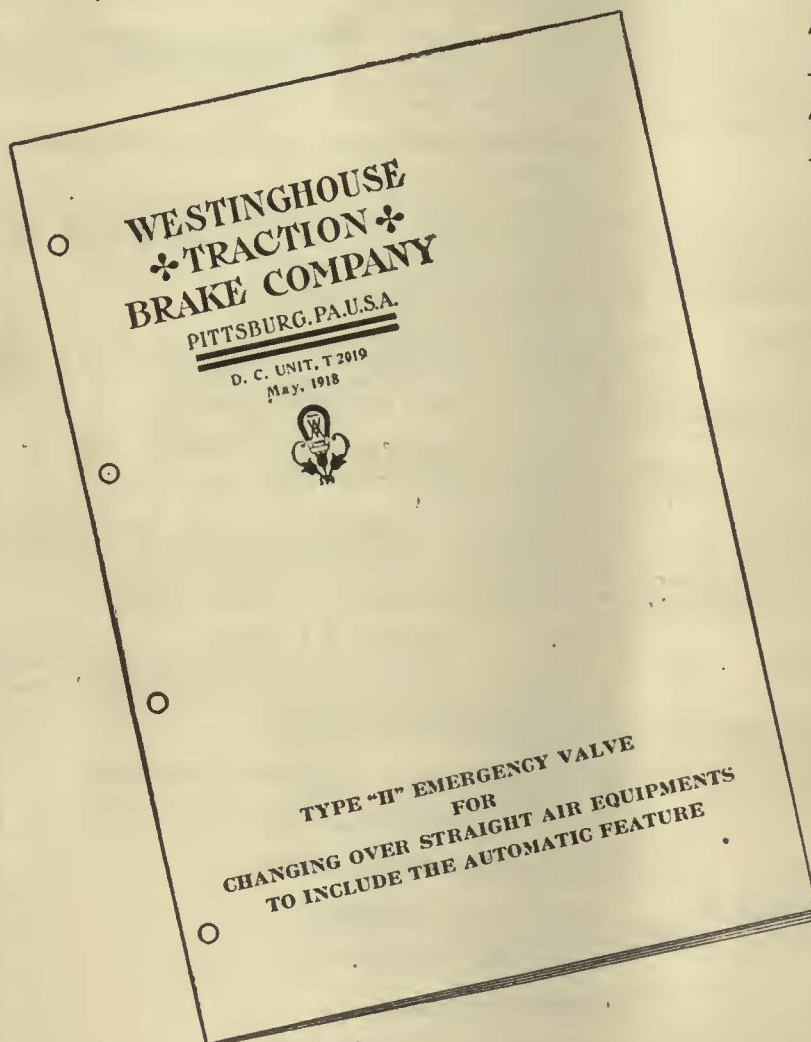 WESTINGHOUSE
TRACTION
BRAKE COMPANY
PITTSBURG, PA. U.S.A.
D. C. UNIT, T 2019
May, 1918
TYPE "H" EMERGENCY VALVE
FOR
CHANGING OVER STRAIGHT AIR EQUIPMENTS
TO INCLUDE THE AUTOMATIC FEATURE